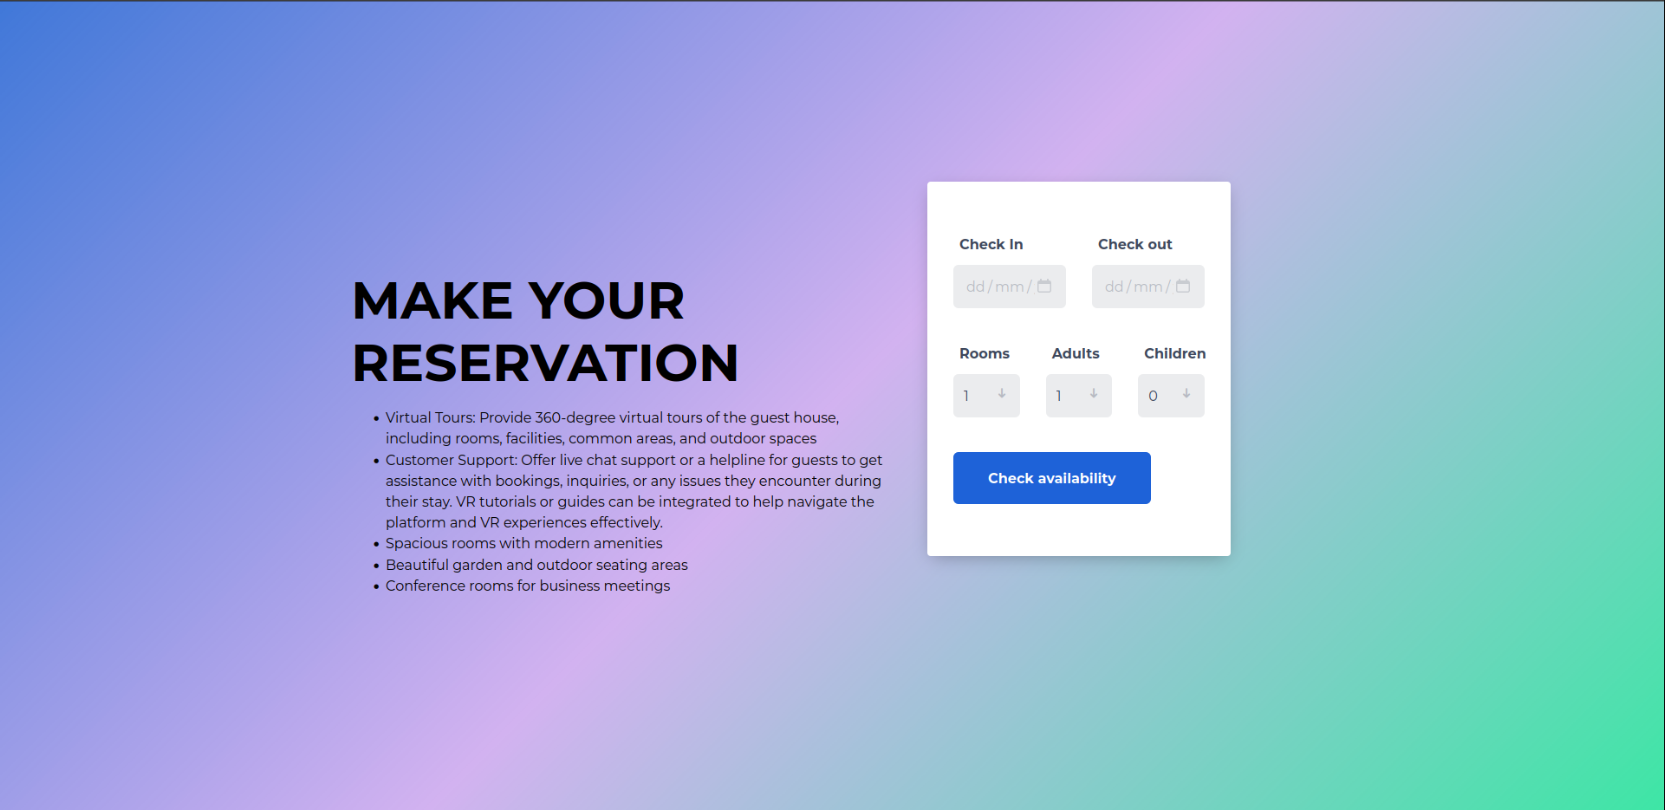 MAKE YOUR
RESERVATION
• Virtual Tours: Provide 360-degree virtual tours of the guest house,
including rooms, facilities, common areas, and outdoor spaces
• Customer Support: Offer live chat support or a helpline for guests to get
assistance with bookings, inquiries, or any issues they encounter during
their stay. VR tutorials or guides can be integrated to help navigate the
platform and VR experiences effectively.
• Spacious rooms with modern amenities
• Beautiful garden and outdoor seating areas
• Conference rooms for business meetings
Check In Check out
dd/mm/ dd/mm/
Rooms Adults Children
1 1 0
Check availability